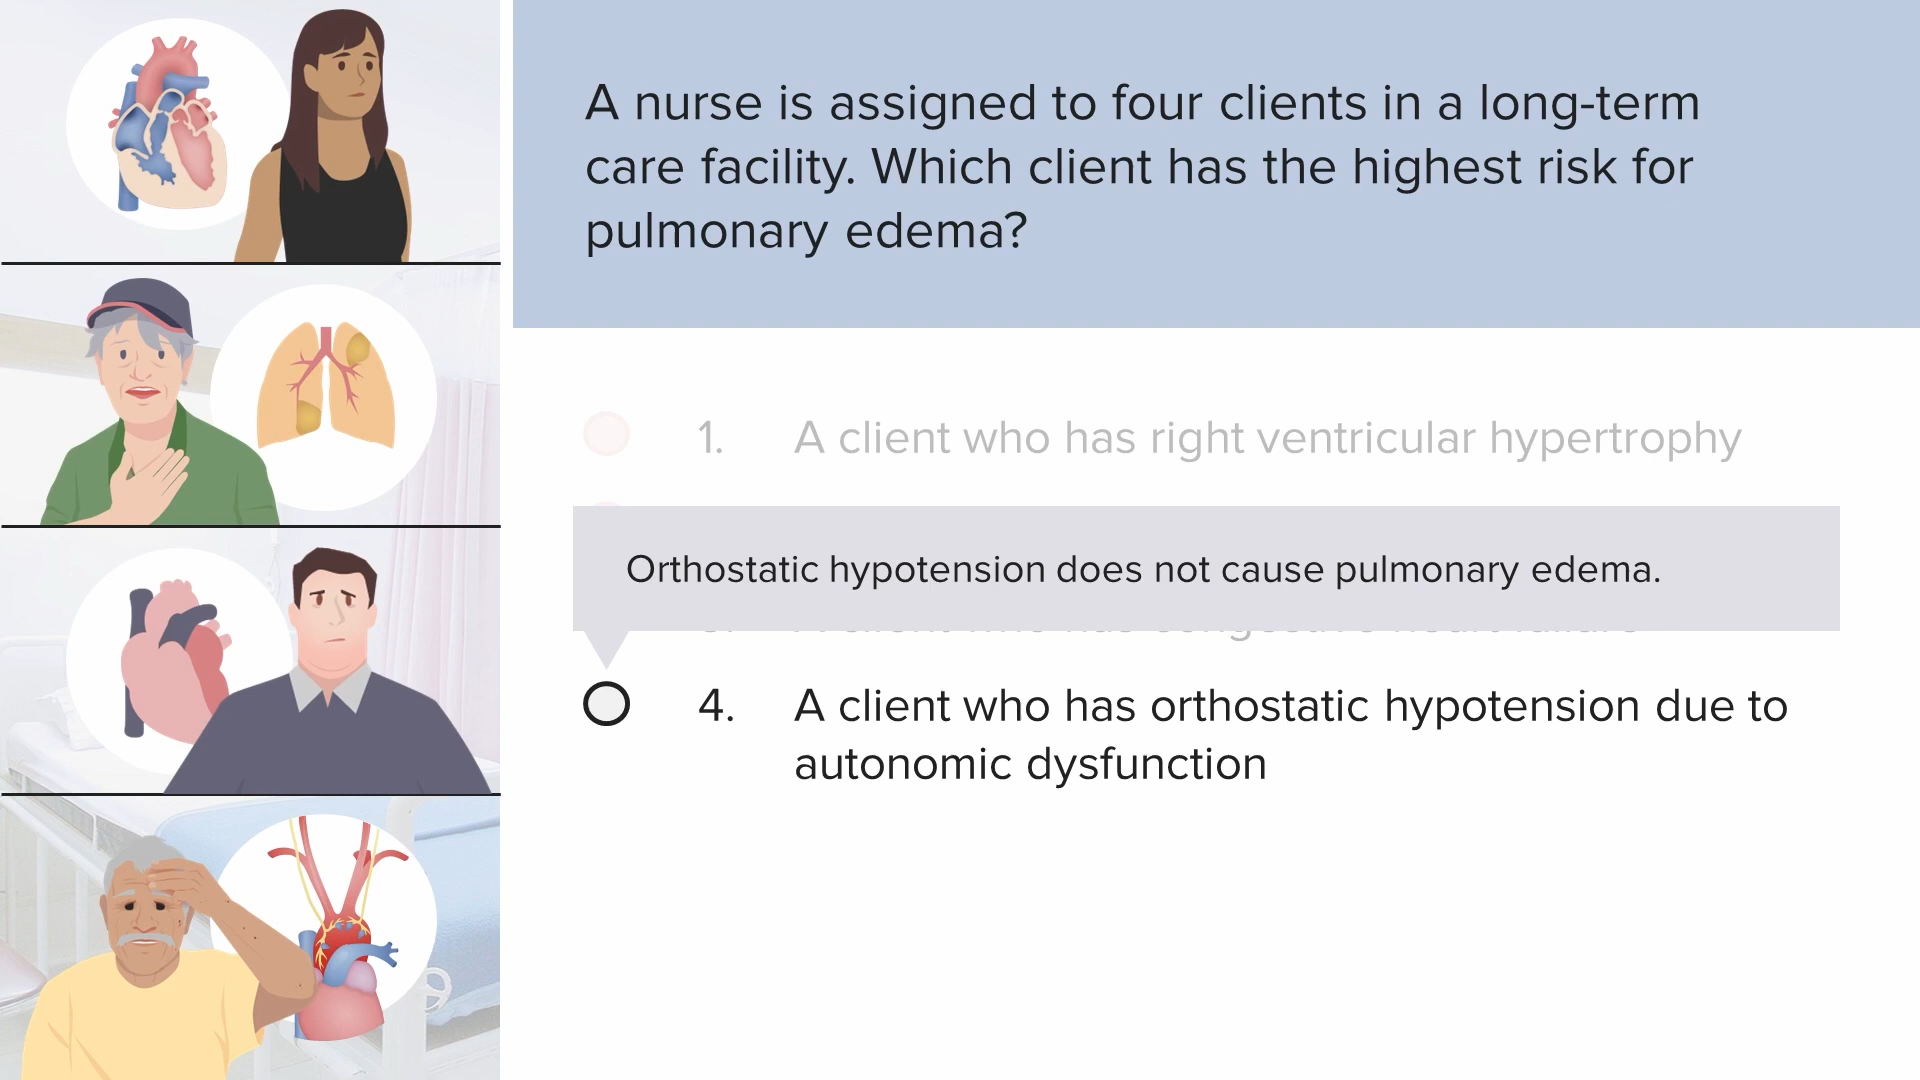 A nurse is assigned to four clients in a long-term
care facility. Which client has the highest risk for
pulmonary edema?
1. A client who has right ventricular hypertrophy
Orthostatic hypotension does not cause pulmonary edema.
4. A client who has orthostatic hypotension due to
autonomic dysfunction